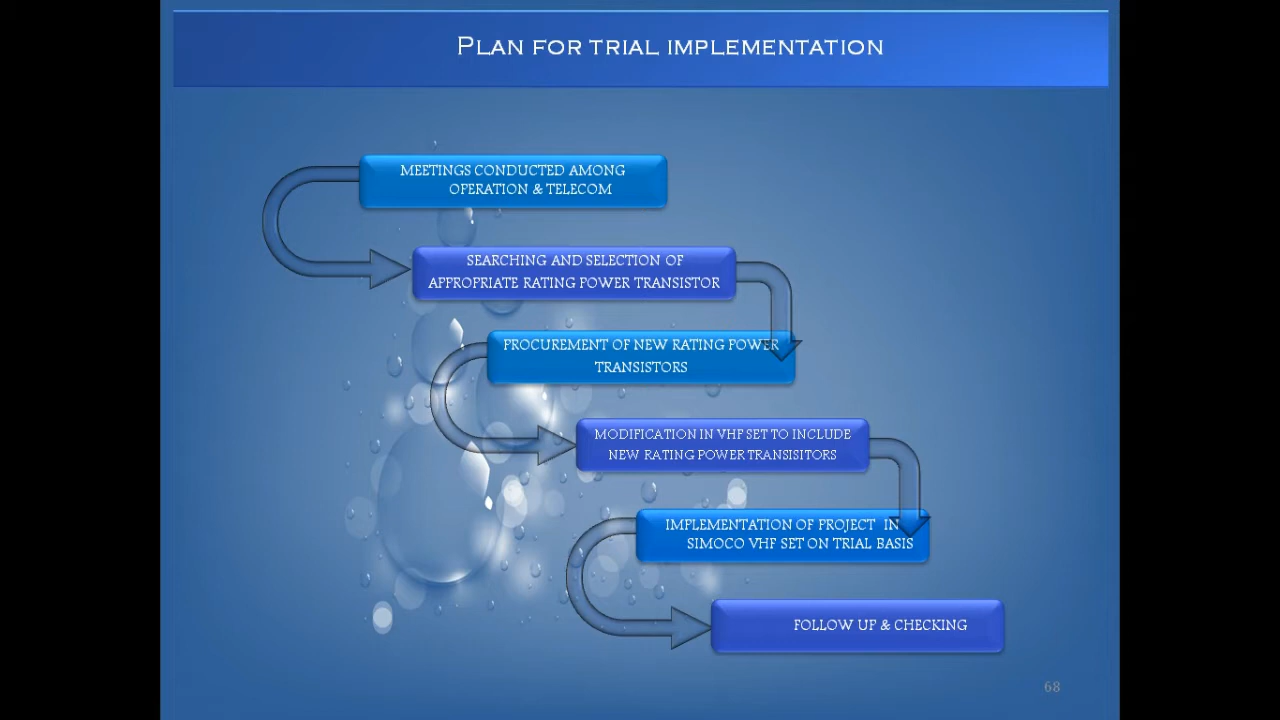 PLAN FOR TRIAL IMPLEMENTATION
MEETINGS CONDUCTED AMONG
OPERATION & TELECOM
SEARCHING AND SELECTION OF
APPROPRIATE RATING POWER TRANSISTOR
PROCUREMENT OF NEW RATING POWER
TRANSISTORS
MODIFICATION IN VHF SET TO INCLUDE
NEW RATING POWER TRANSISITORS
IMPLEMENTATION OF PROJECT IN
SIMOCO VHF SET ON TRIAL BASIS
FOLLOW UP & CHECKING
68